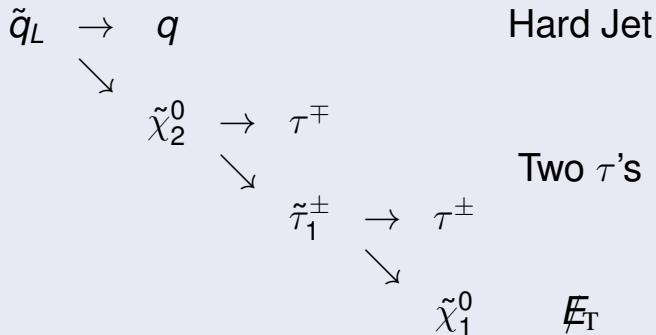 q̃_L → q Hard Jet
↘
χ̃⁰₂ → τ^∓
↘ Two τ's
τ̃₁^± → τ^±
↘
χ̃⁰₁ E̸_T